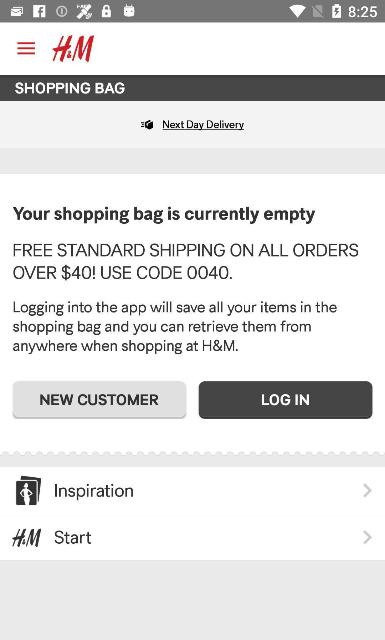 8:25
H&M
SHOPPING BAG
Next Day Delivery
Your shopping bag is currently empty
FREE STANDARD SHIPPING ON ALL ORDERS
OVER $40! USE CODE 0040.
Logging into the app will save all your items in the
shopping bag and you can retrieve them from
anywhere when shopping at H&M.
NEW CUSTOMER
LOG IN
Inspiration
H&M Start